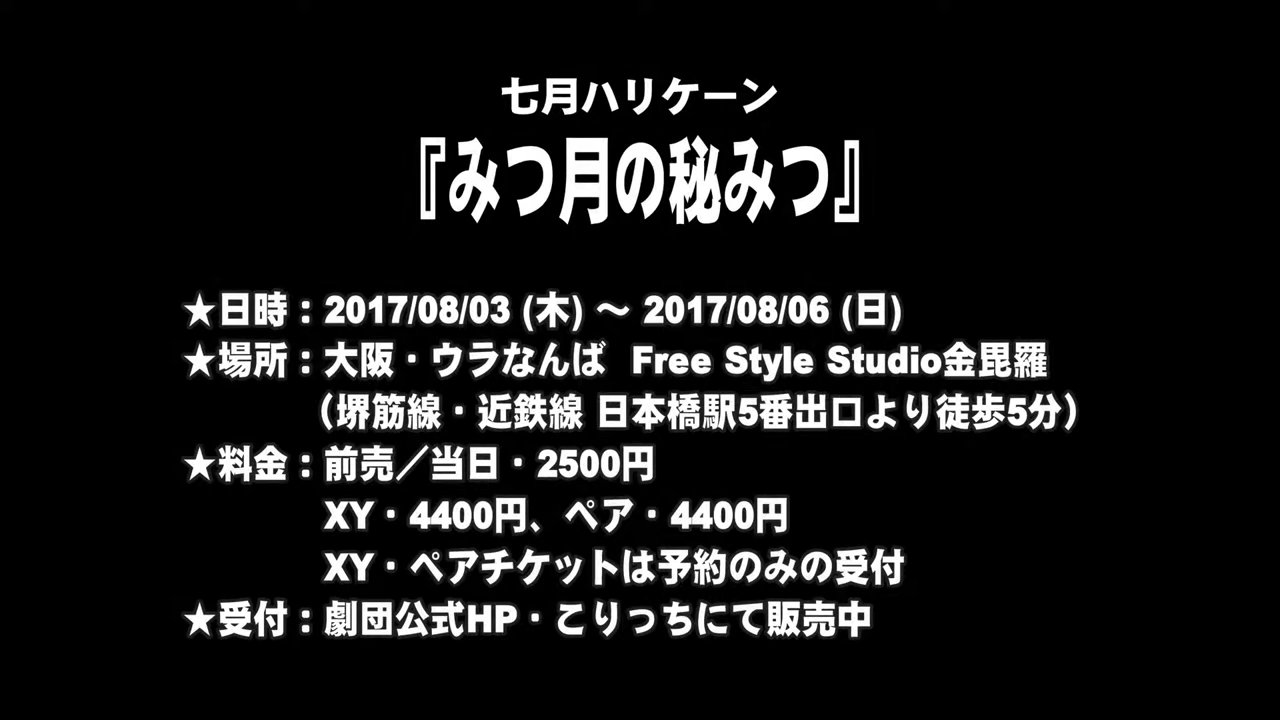 七月ハリケーン
『みつ月の秘みつ』
★日時：2017/08/03 (木) ～ 2017/08/06 (日)
★場所：大阪・ウラなんば Free Style Studio金毘羅
（堺筋線・近鉄線 日本橋駅5番出口より徒歩5分）
★料金：前売／当日・2500円
XY・4400円、ペア・4400円
XY・ペアチケットは予約のみの受付
★受付：劇団公式HP・こりっちにて販売中